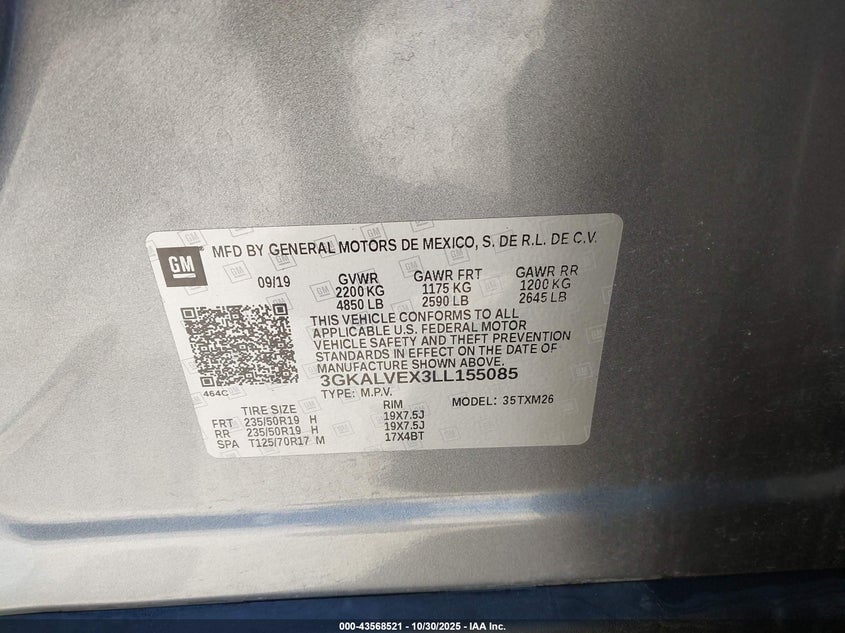 GM
MFD BY GENERAL MOTORS DE MEXICO, S. DE R.L. DE C.V.
09/19 GVWR GAWR FRT GAWR RR
2200 KG 1175 KG 1200 KG
4850 LB 2590 LB 2645 LB
THIS VEHICLE CONFORMS TO ALL
APPLICABLE U.S. FEDERAL MOTOR
VEHICLE SAFETY AND THEFT PREVENTION
STANDARDS IN EFFECT ON THE DATE OF
MANUFACTURE SHOWN ABOVE.
3GKALVEX3LL155085
464C
TYPE: M.P.V. MODEL: 35TXM26
TIRE SIZE RIM
FRT 235/50R19 H 19X7.5J
RR 235/50R19 H 19X7.5J
SPA T125/70R17 M 17X4BT
000-43568521 - 10/30/2025 - IAA Inc.